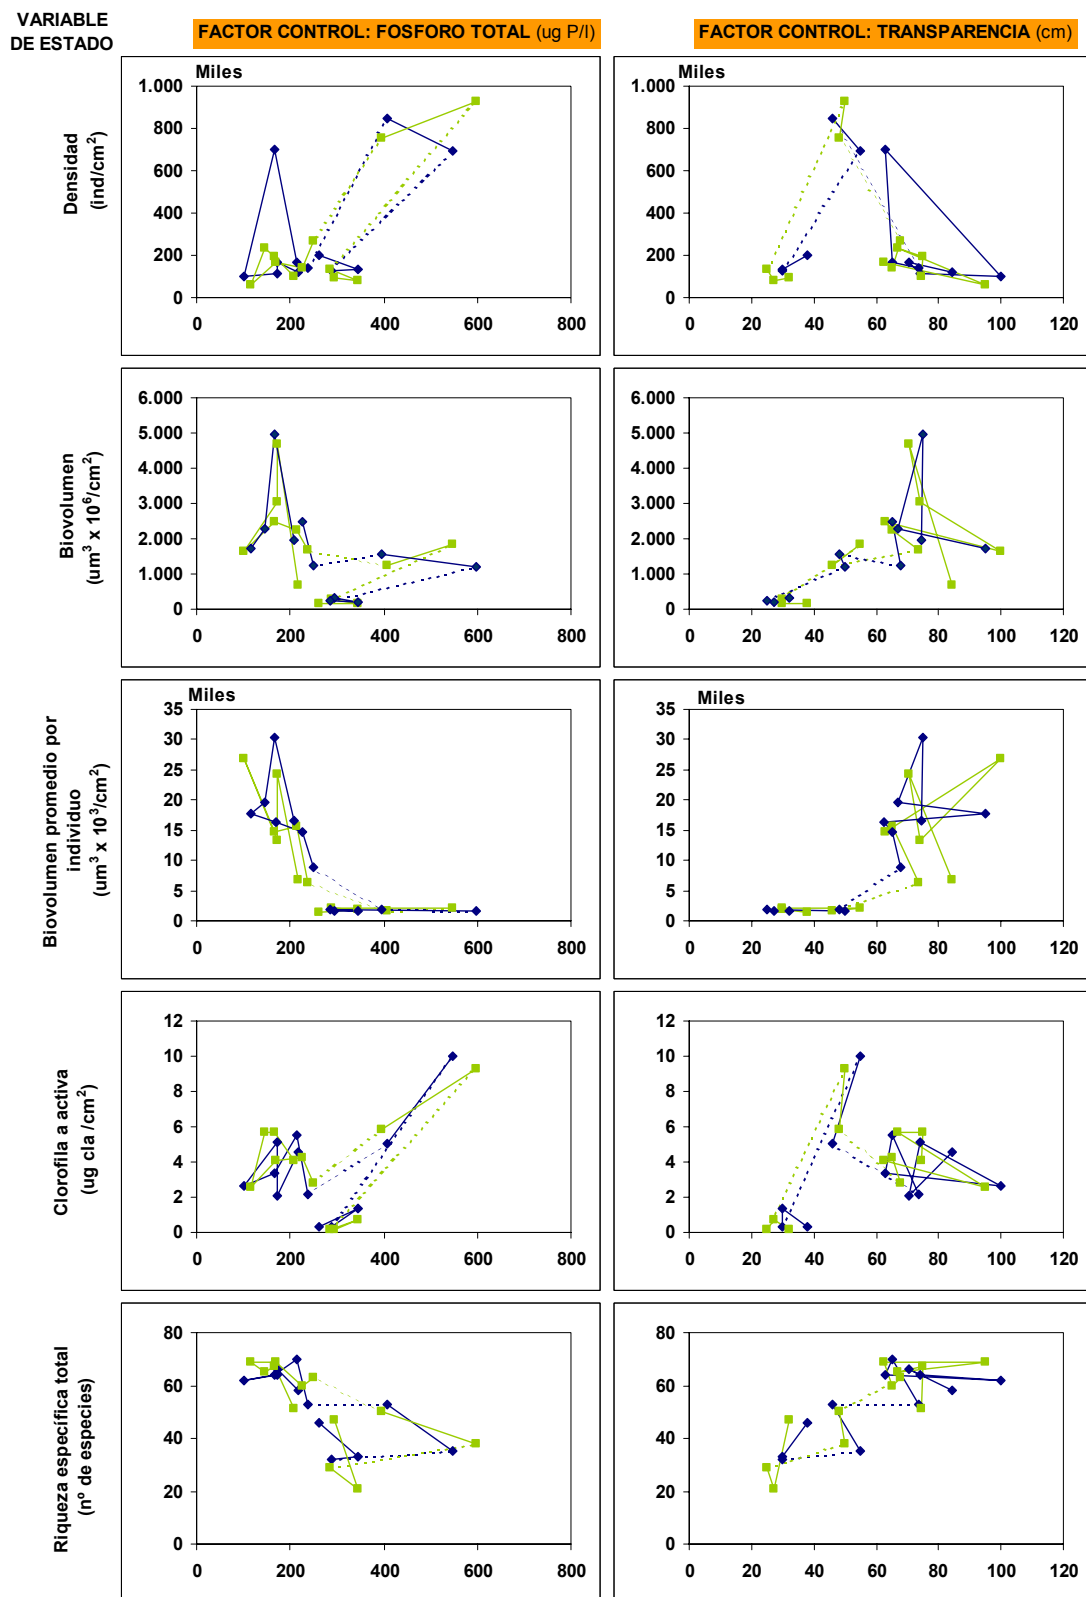 VARIABLE
DE ESTADO
FACTOR CONTROL: FOSFORO TOTAL (ug P/l)
FACTOR CONTROL: TRANSPARENCIA (cm)
Densidad
(ind/cm²)
Miles
1.000
800
600
400
200
0
0 200 400 600 800
Miles
1.000
800
600
400
200
0
0 20 40 60 80 100 120
Biovolumen
(um³ x 10⁶/cm²)
6.000
5.000
4.000
3.000
2.000
1.000
0
0 200 400 600 800
6.000
5.000
4.000
3.000
2.000
1.000
0
0 20 40 60 80 100 120
Biovolumen promedio por
individuo
(um³ x 10³/cm²)
Miles
35
30
25
20
15
10
5
0
0 200 400 600 800
Miles
35
30
25
20
15
10
5
0
0 20 40 60 80 100 120
Clorofila a activa
(ug cla /cm²)
12
10
8
6
4
2
0
0 200 400 600 800
12
10
8
6
4
2
0
0 20 40 60 80 100 120
Riqueza específica total
(nº de especies)
80
60
40
20
0
0 200 400 600 800
80
60
40
20
0
0 20 40 60 80 100 120